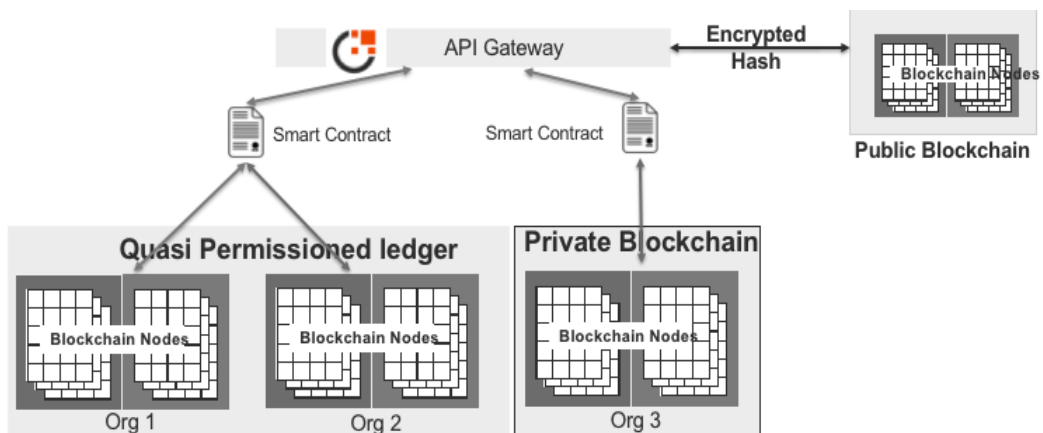 API Gateway
Encrypted
Hash
Blockchain Nodes
Public Blockchain
Smart Contract
Smart Contract
Quasi Permissioned ledger
Private Blockchain
Blockchain Nodes
Blockchain Nodes
Blockchain Nodes
Org 1
Org 2
Org 3